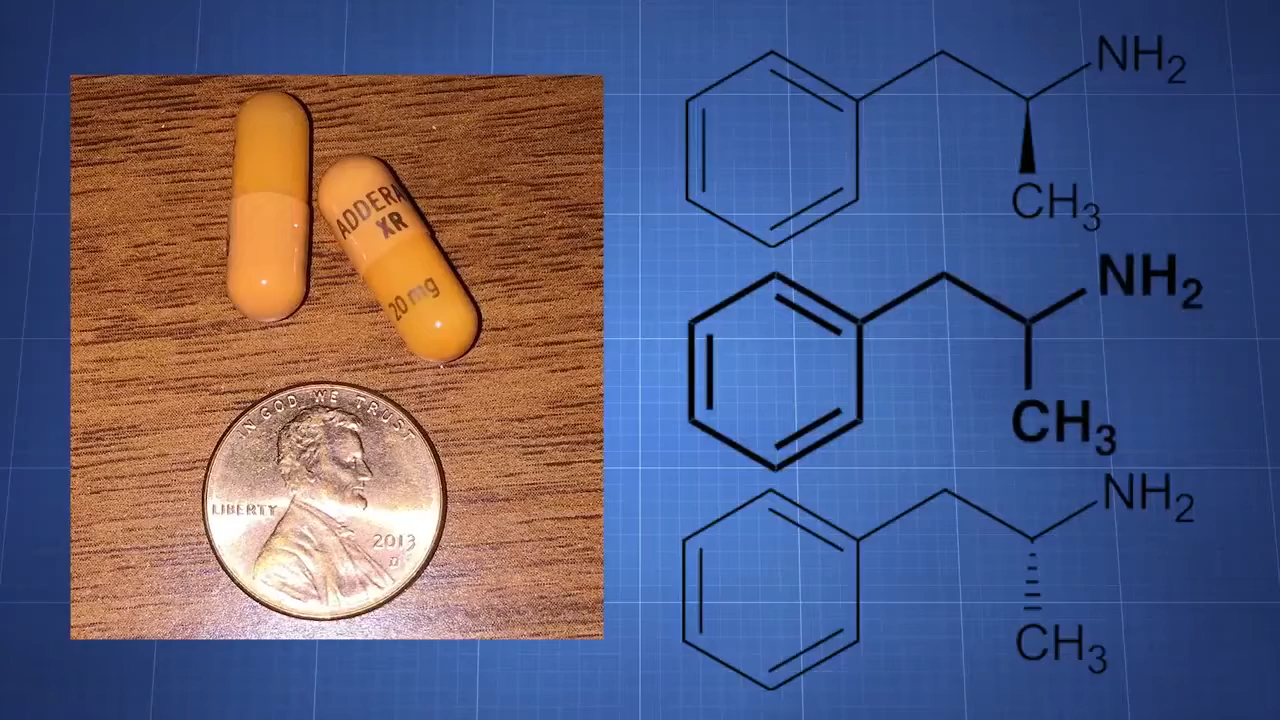 ADDERA
XR
20 mg
IN GOD WE TRUST
LIBERTY
2013
D
NH₂
CH₃
NH₂
CH₃
NH₂
CH₃